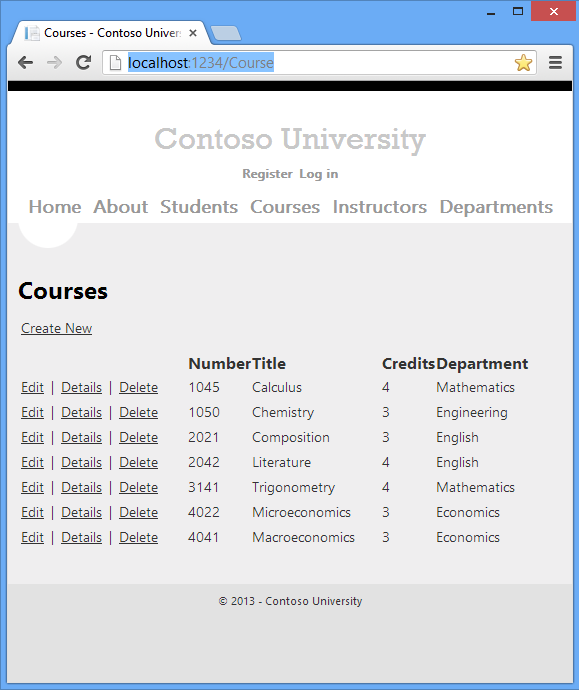 Courses - Contoso Univer
localhost:1234/Course
Contoso University
Register Log in
Home About Students Courses Instructors Departments
Courses
Create New
Number Title Credits Department
Edit | Details | Delete 1045 Calculus 4 Mathematics
Edit | Details | Delete 1050 Chemistry 3 Engineering
Edit | Details | Delete 2021 Composition 3 English
Edit | Details | Delete 2042 Literature 4 English
Edit | Details | Delete 3141 Trigonometry 4 Mathematics
Edit | Details | Delete 4022 Microeconomics 3 Economics
Edit | Details | Delete 4041 Macroeconomics 3 Economics
© 2013 - Contoso University